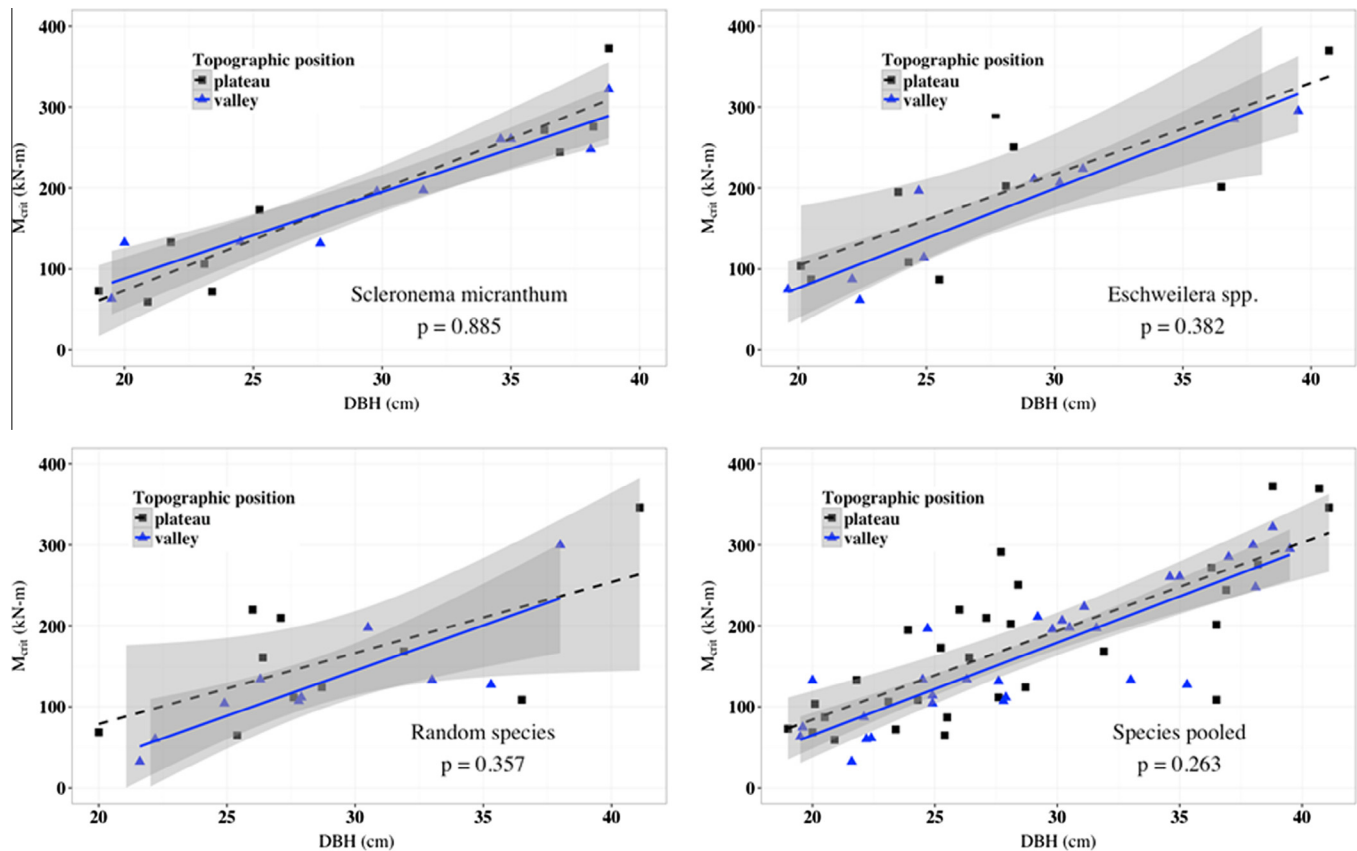 400
300
200
100
0
M_crit (kN-m)
Topographic position
plateau
valley
Scleronema micranthum
p = 0.885
20 25 30 35 40
DBH (cm)
400
300
200
100
0
M_crit (kN-m)
Topographic position
plateau
valley
Eschweilera spp.
p = 0.382
20 25 30 35 40
DBH (cm)
400
300
200
100
0
M_crit (kN-m)
Topographic position
plateau
valley
Random species
p = 0.357
20 25 30 35 40
DBH (cm)
400
300
200
100
0
M_crit (kN-m)
Topographic position
plateau
valley
Species pooled
p = 0.263
20 25 30 35 40
DBH (cm)